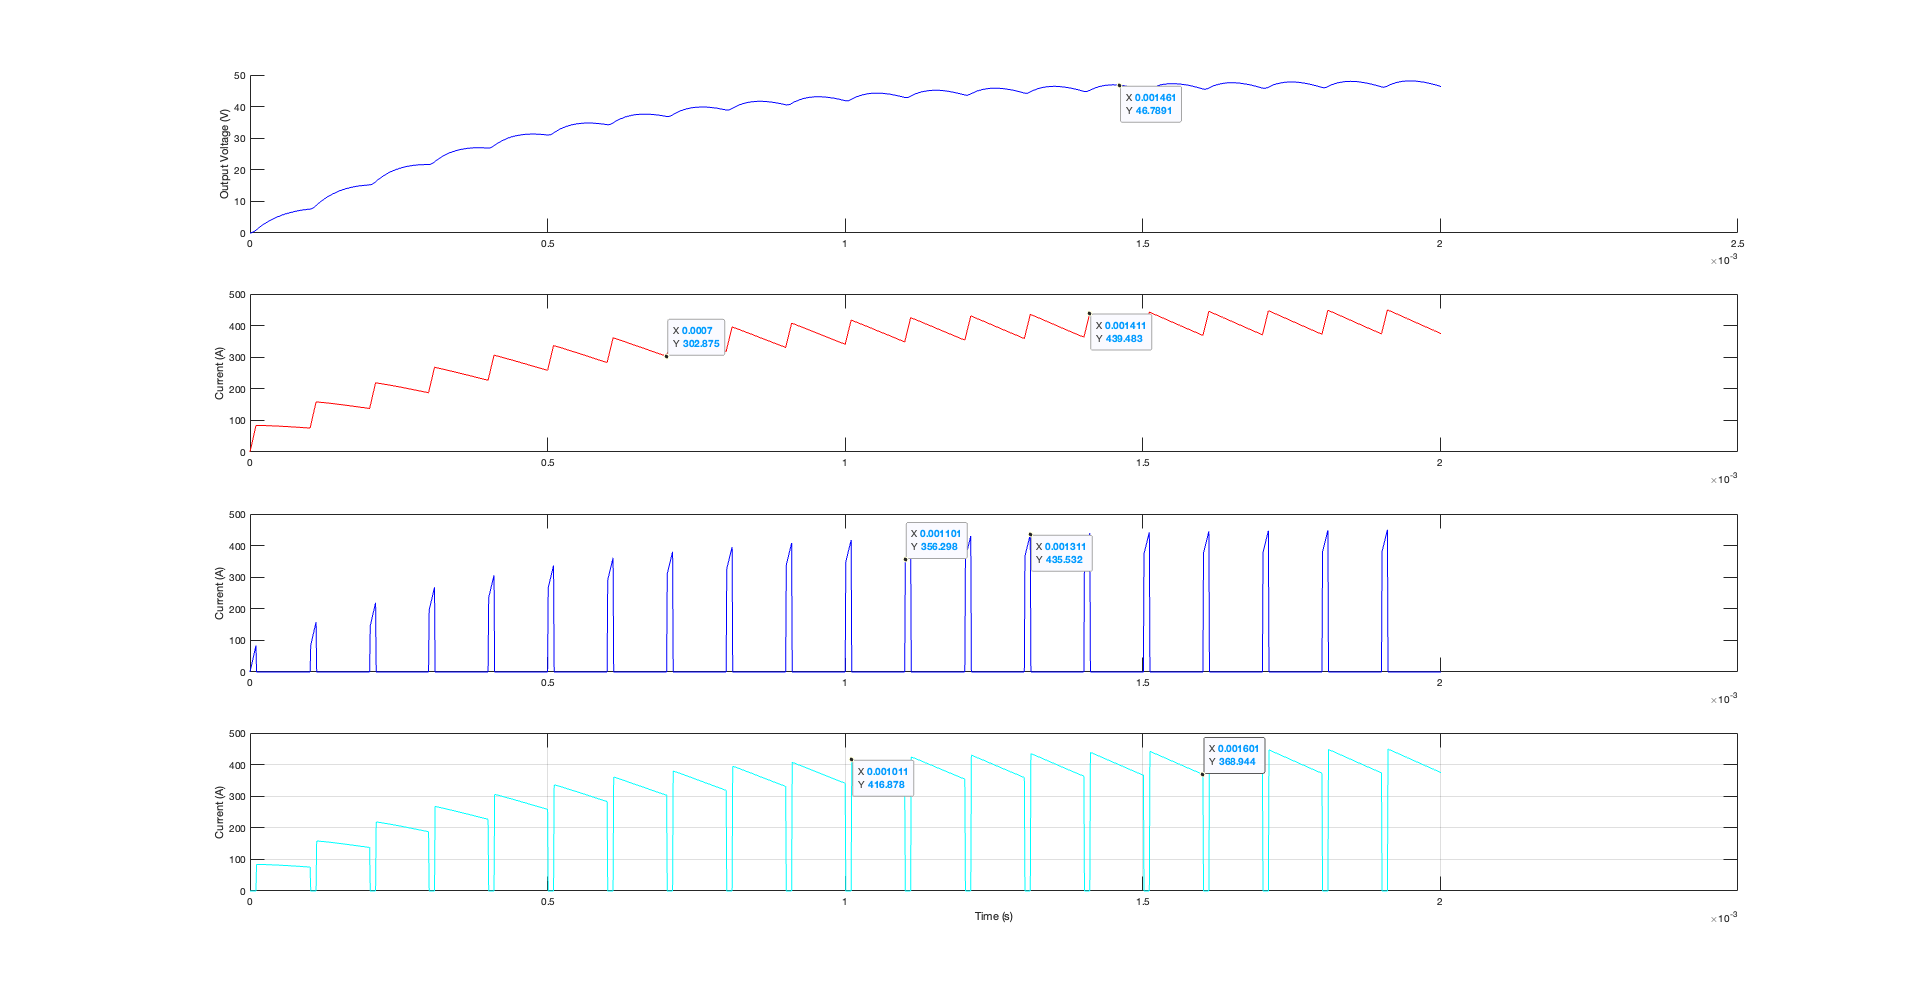 50
40
30
20
10
0
Output Voltage (V)
X 0.001461
Y 46.7891
0 0.5 1 1.5 2 2.5
×10-3
500
400
300
200
100
0
Current (A)
X 0.0007
Y 302.875
X 0.001411
Y 439.483
0 0.5 1 1.5 2
×10-3
500
400
300
200
100
0
Current (A)
X 0.001101
Y 356.298
X 0.001311
Y 435.532
0 0.5 1 1.5 2
×10-3
500
400
300
200
100
0
Current (A)
X 0.001011
Y 416.878
X 0.001601
Y 368.944
0 0.5 1 1.5 2
Time (s)
×10-3